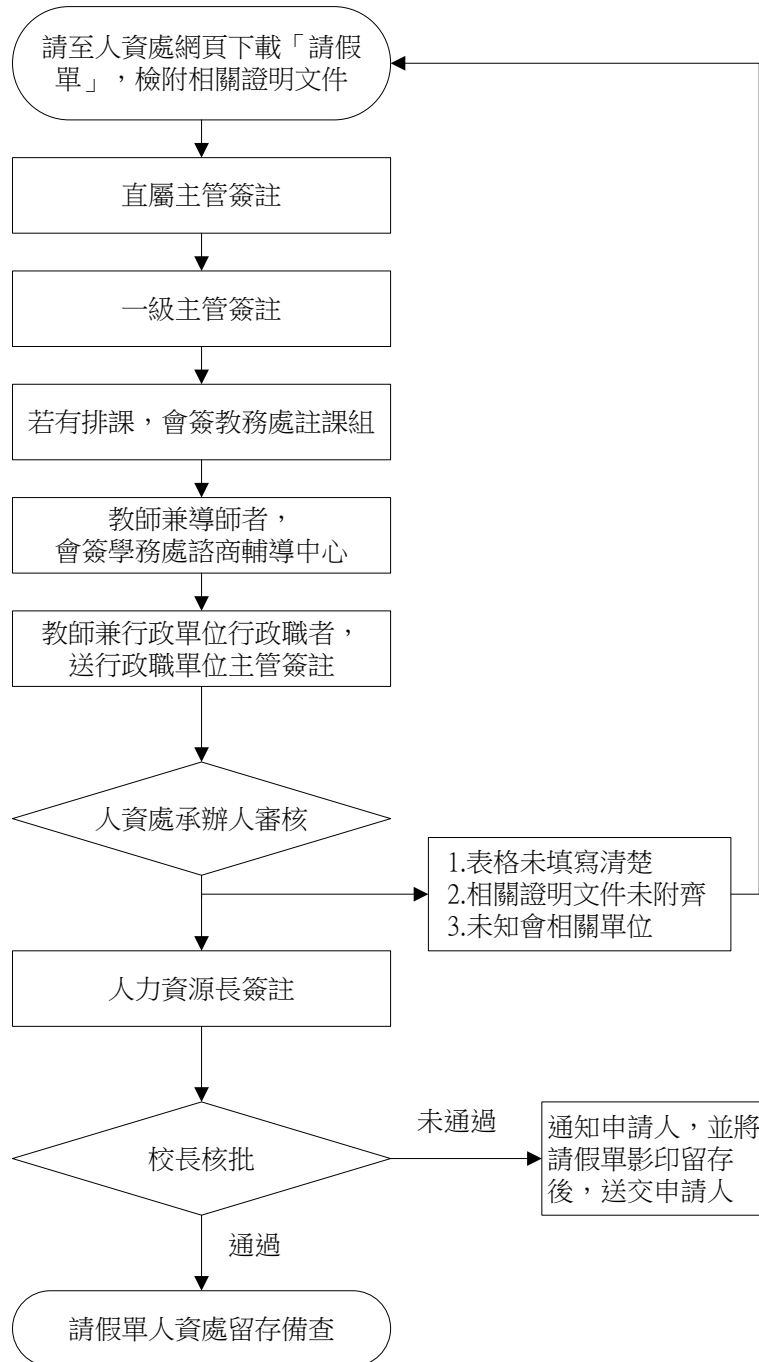 請至人資處網頁下載「請假
單」，檢附相關證明文件
直屬主管簽註
一級主管簽註
若有排課，會簽教務處註課組
教師兼導師者，
會簽學務處諮商輔導中心
教師兼行政單位行政職者，
送行政職單位主管簽註
人資處承辦人審核
1.表格未填寫清楚
2.相關證明文件未附齊
3.未知會相關單位
人力資源長簽註
校長核批
未通過
通知申請人，並將
請假單影印留存
後，送交申請人
通過
請假單人資處留存備查